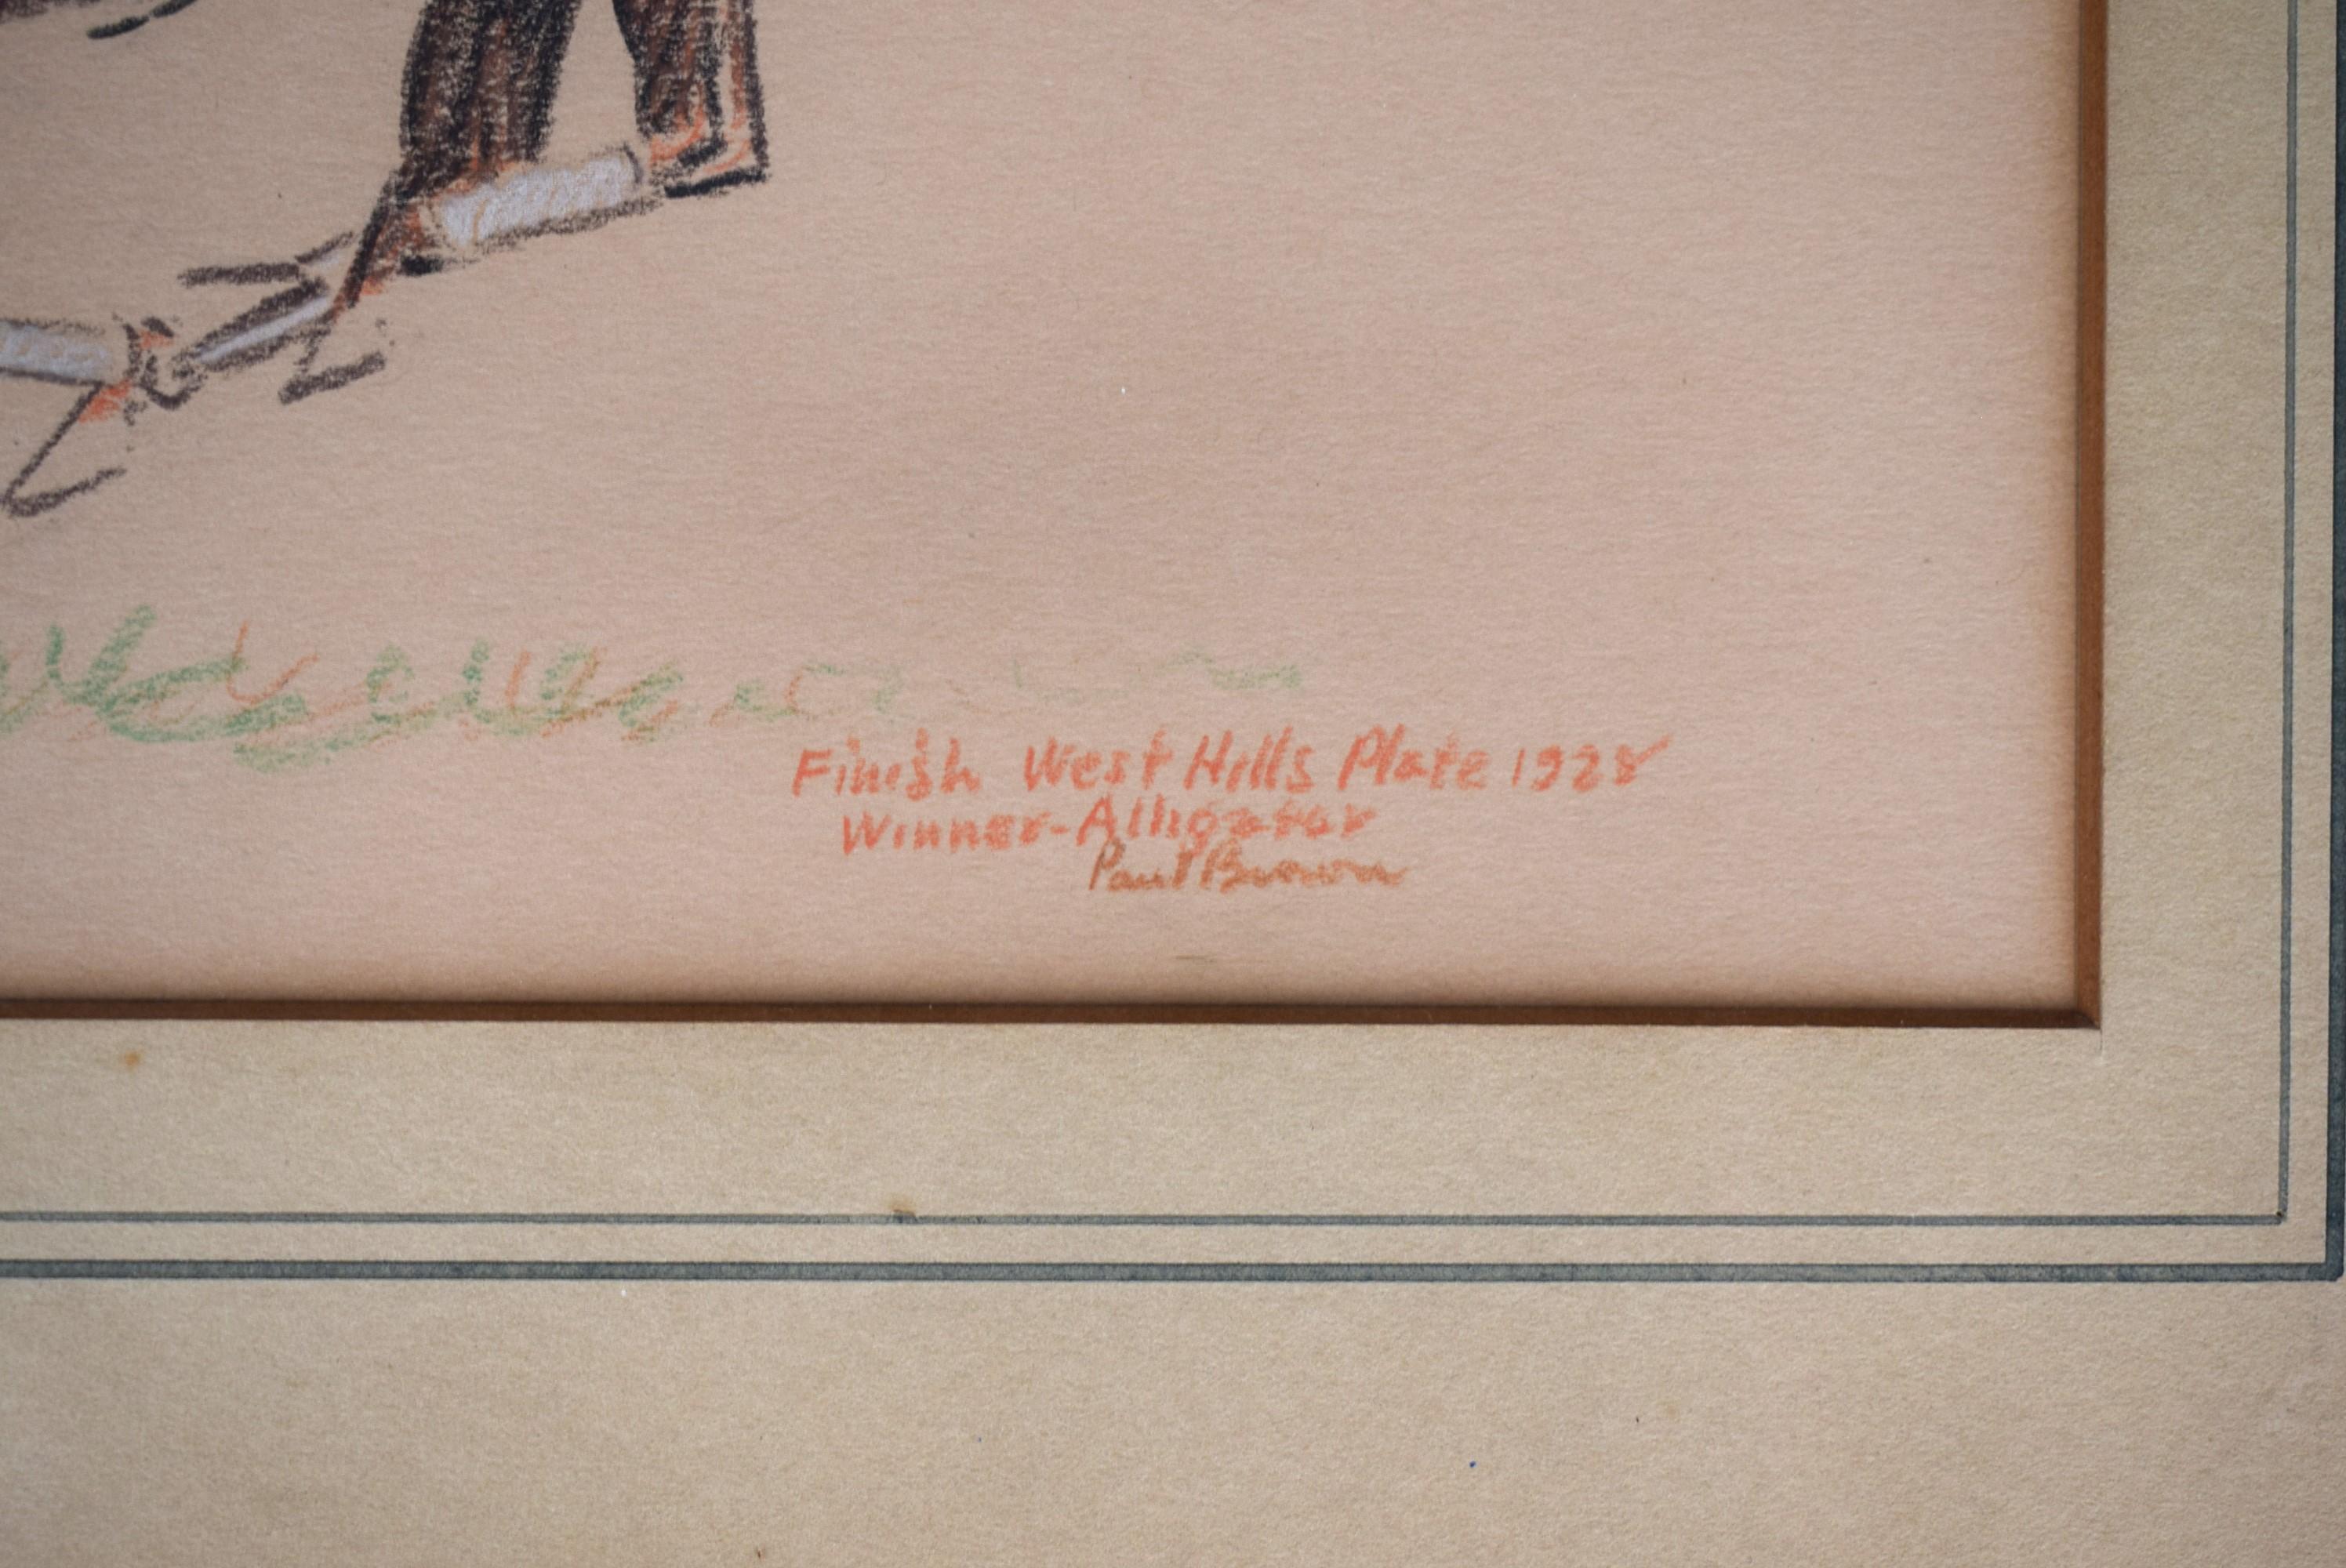 Finish West Hills Plate 1928
Winner-Alligator
Paul Brown